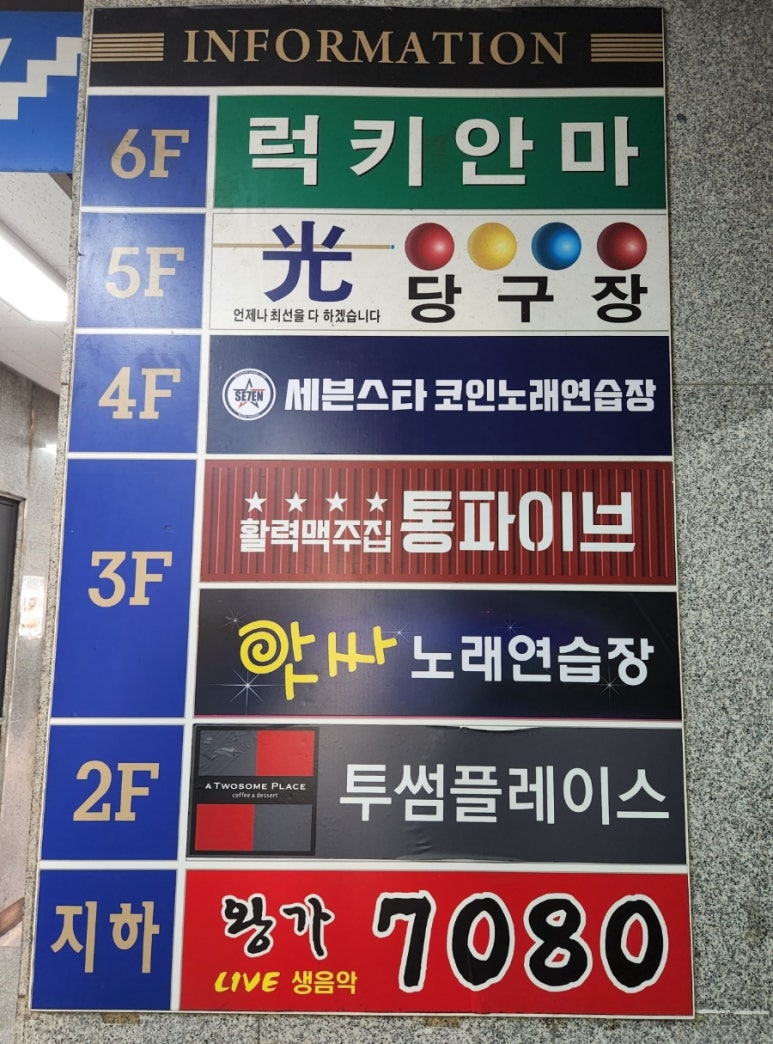 INFORMATION
6F
럭키안마
5F
光 당구장
언제나 최선을 다 하겠습니다
4F
SE7EN
세븐스타 코인노래연습장
3F
활력맥주집 통파이브
앗싸 노래연습장
2F
A TWOSOME PLACE
coffee & dessert
투썸플레이스
지하
왕가 7080
LIVE 생음악